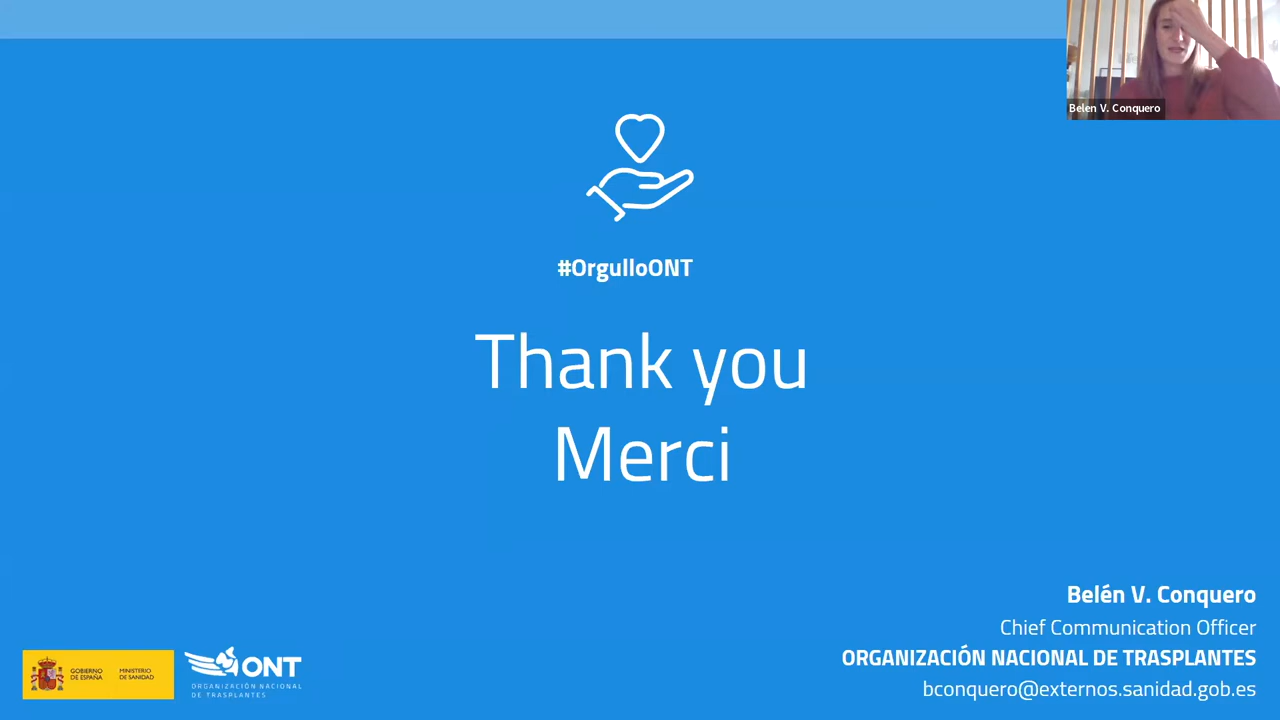 Belen V. Conquero
#OrgulloONT
Thank you
Merci
Belén V. Conquero
Chief Communication Officer
ORGANIZACIÓN NACIONAL DE TRASPLANTES
bconquero@externos.sanidad.gob.es
GOBIERNO
DE ESPAÑA
MINISTERIO
DE SANIDAD
ONT
ORGANIZACIÓN NACIONAL
DE TRASPLANTES